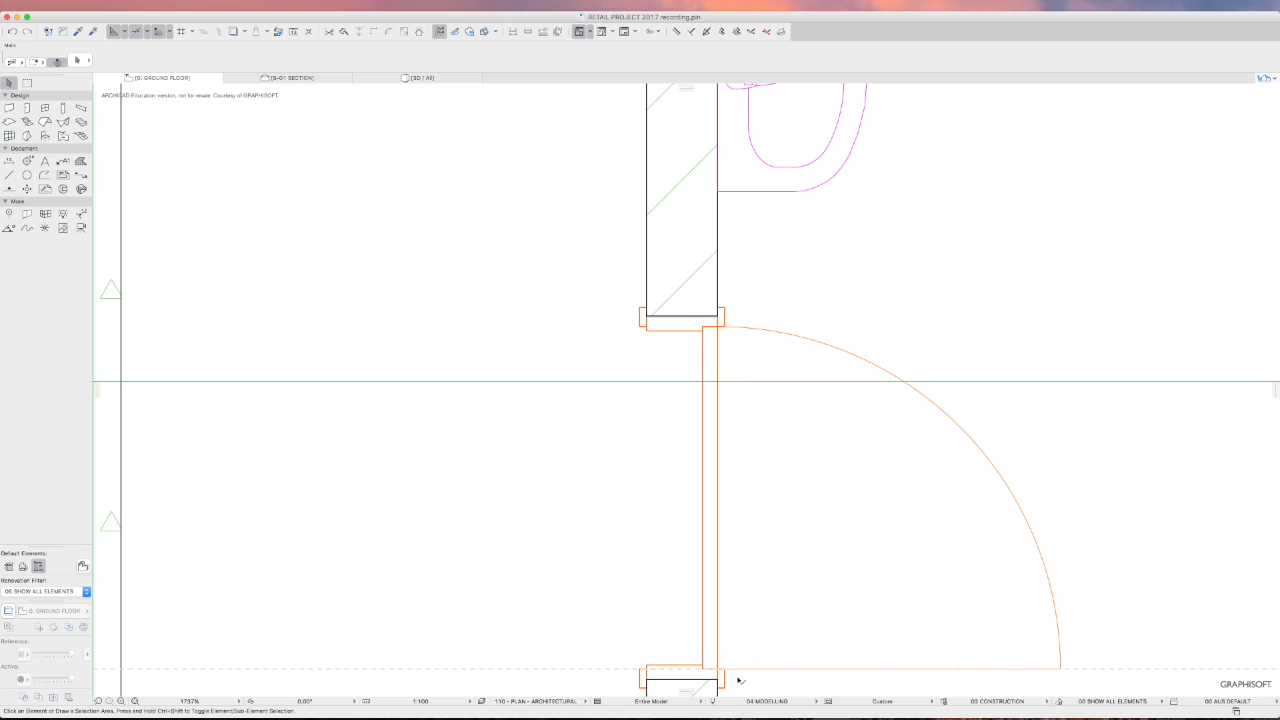 RETAIL PROJECT 2017 recording.pln
Main:
[0. GROUND FLOOR]
[S-01 SECTION]
[3D / All]
ARCHICAD Education version, not for resale. Courtesy of GRAPHISOFT.
Design
Document
More
Default Elements:
Renovation Filter:
06 SHOW ALL ELEMENTS
0. GROUND FLOOR
Reference:
Active:
GRAPHISOFT.
1737%
0.00°
1:100
110 - PLAN - ARCHITECTURAL
Entire Model
04 MODELLING
Custom
03 CONSTRUCTION
06 SHOW ALL ELEMENTS
00 AUS DEFAULT
Click an Element or Draw a Selection Area. Press and Hold Ctrl+Shift to Toggle Element/Sub-Element Selection.